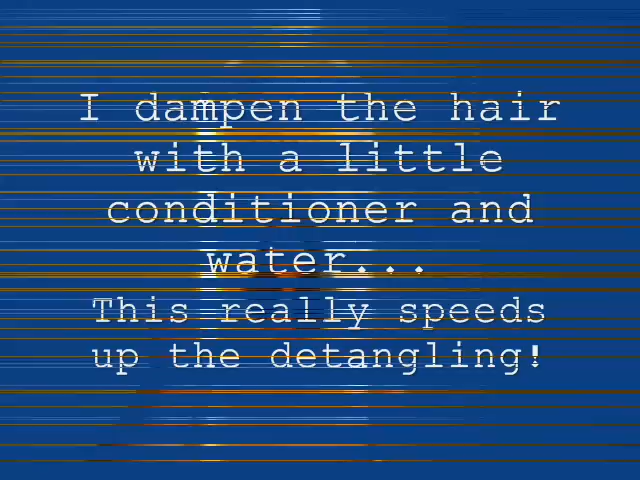 I dampen the hair
with a little
conditioner and
water...
This really speeds
up the detangling!